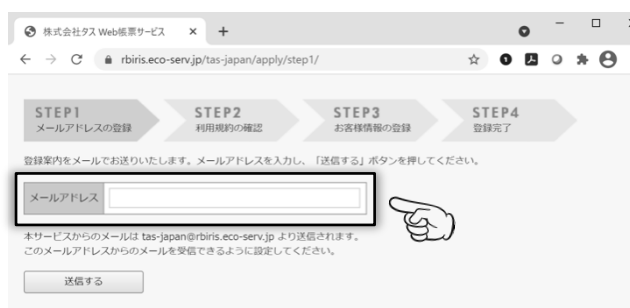 株式会社タス Web帳票サービス
rbiris.eco-serv.jp/tas-japan/apply/step1/
STEP1 STEP2 STEP3 STEP4
メールアドレスの登録 利用規約の確認 お客様情報の登録 登録完了
登録案内をメールでお送りいたします。メールアドレスを入力し、「送信する」ボタンを押してください。
メールアドレス
本サービスからのメールは tas-japan@rbiris.eco-serv.jp より送信されます。
このメールアドレスからのメールを受信できるように設定してください。
送信する